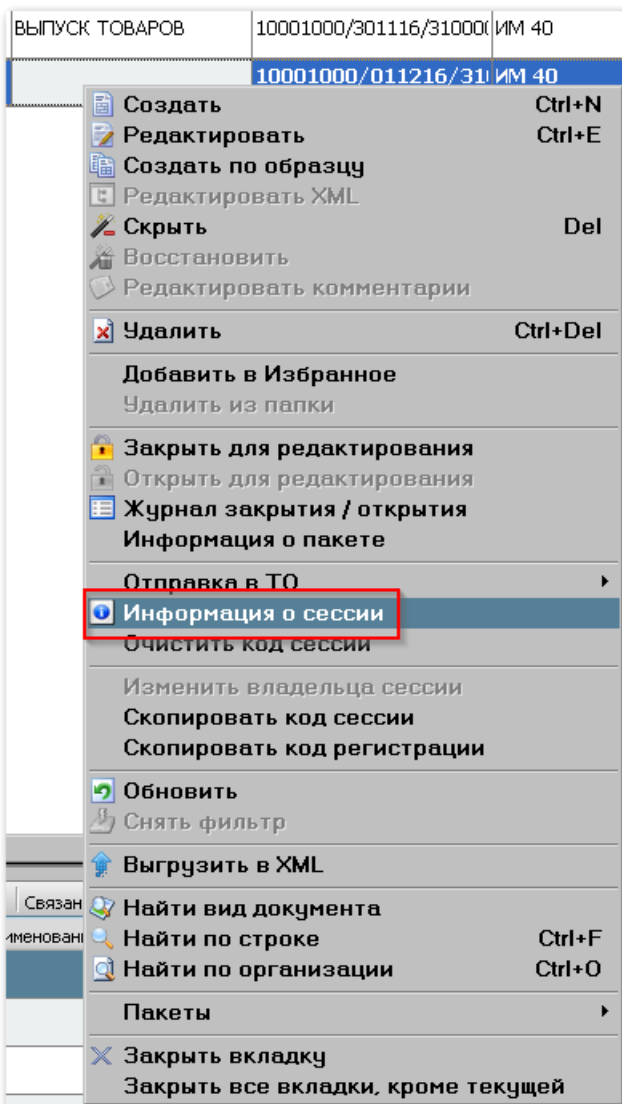 ВЫПУСК ТОВАРОВ 10001000/301116/31000( ИМ 40
10001000/011216/31 ИМ 40
Создать Ctrl+N
Редактировать Ctrl+E
Создать по образцу
Редактировать XML
Скрыть Del
Восстановить
Редактировать комментарии
Удалить Ctrl+Del
Добавить в Избранное
Удалить из папки
Закрыть для редактирования
Открыть для редактирования
Журнал закрытия / открытия
Информация о пакете
Отправка в ТО
Информация о сессии
Очистить код сессии
Изменить владельца сессии
Скопировать код сессии
Скопировать код регистрации
Обновить
Снять фильтр
Выгрузить в XML
Связан
Найти вид документа
именовани
Найти по строке Ctrl+F
Найти по организации Ctrl+O
Пакеты
Закрыть вкладку
Закрыть все вкладки, кроме текущей